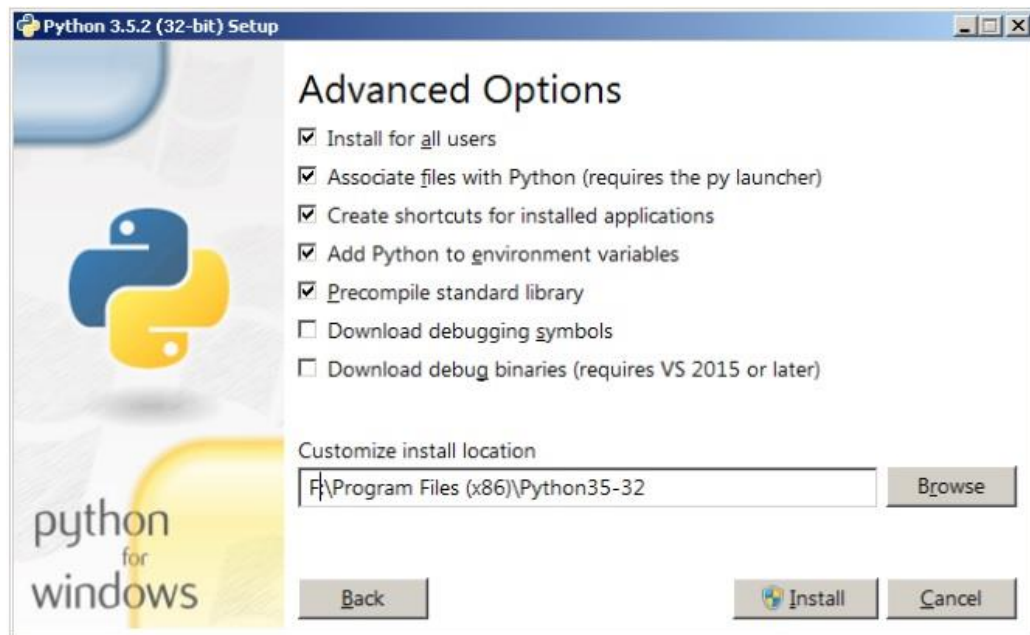 Python 3.5.2 (32-bit) Setup
Advanced Options
Install for all users
Associate files with Python (requires the py launcher)
Create shortcuts for installed applications
Add Python to environment variables
Precompile standard library
Download debugging symbols
Download debug binaries (requires VS 2015 or later)
Customize install location
F:\Program Files (x86)\Python35-32
Browse
python
for
windows
Back
Install
Cancel